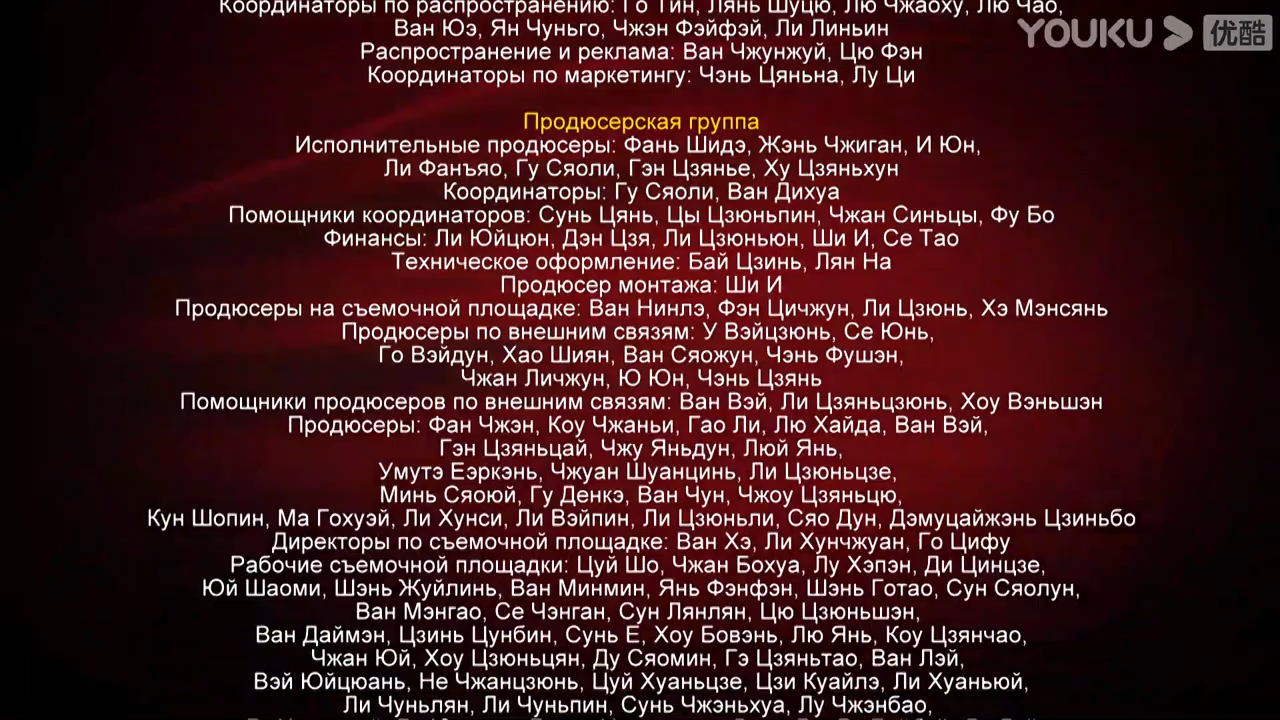 Координаторы по распространению: Го Тин, Лянь Шуцю, Лю Чжаоху, Лю Чао,
YOUKU 优酷
Ван Юэ, Ян Чуньго, Чжэн Фэйфэй, Ли Линьин
Распространение и реклама: Ван Чжунжуй, Цю Фэн
Координаторы по маркетингу: Чэнь Цяньна, Лу Ци
Продюсерская группа
Исполнительные продюсеры: Фань Шидэ, Жэнь Чжиган, И Юн,
Ли Фанъяо, Гу Сяоли, Гэн Цзянье, Ху Цзяньхун
Координаторы: Гу Сяоли, Ван Дихуа
Помощники координаторов: Сунь Цянь, Цы Цзюньпин, Чжан Синьцы, Фу Бо
Финансы: Ли Юйцюн, Дэн Цзя, Ли Цзюньюн, Ши И, Се Тао
Техническое оформление: Бай Цзинь, Лян На
Продюсер монтажа: Ши И
Продюсеры на съемочной площадке: Ван Нинлэ, Фэн Цичжун, Ли Цзюнь, Хэ Мэнсянь
Продюсеры по внешним связям: У Вэйцзюнь, Се Юнь,
Го Вэйдун, Хао Шиян, Ван Сяожун, Чэнь Фушэн,
Чжан Личжун, Ю Юн, Чэнь Цзянь
Помощники продюсеров по внешним связям: Ван Вэй, Ли Цзяньцзюнь, Хоу Вэньшэн
Продюсеры: Фан Чжэн, Коу Чжаньи, Гао Ли, Лю Хайда, Ван Вэй,
Гэн Цзяньцай, Чжу Яньдун, Люй Янь,
Умутэ Еэркэнь, Чжуан Шуанцинь, Ли Цзюньцзе,
Минь Сяоюй, Гу Денкэ, Ван Чун, Чжоу Цзяньцю,
Кун Шопин, Ма Гохуэй, Ли Хунси, Ли Вэйпин, Ли Цзюньли, Сяо Дун, Дэмуцайжэнь Цзиньбо
Директоры по съемочной площадке: Ван Хэ, Ли Хунчжуан, Го Цифу
Рабочие съемочной площадки: Цуй Шо, Чжан Бохуа, Лу Хэпэн, Ди Цинцзе,
Юй Шаоми, Шэнь Жуйлинь, Ван Минмин, Янь Фэнфэн, Шэнь Готао, Сун Сяолун,
Ван Мэнгао, Се Чэнган, Сун Лянлян, Цю Цзюньшэн,
Ван Даймэн, Цзинь Цунбин, Сунь Е, Хоу Бовэнь, Лю Янь, Коу Цзянчао,
Чжан Юй, Хоу Цзюньцян, Ду Сяомин, Гэ Цзяньтао, Ван Лэй,
Вэй Юйцюань, Не Чжанцзюнь, Цуй Хуаньцзе, Цзи Куайлэ, Ли Хуаньюй,
Ли Чуньлян, Ли Чуньпин, Сунь Чжэньхуа, Лу Чжэнбао,